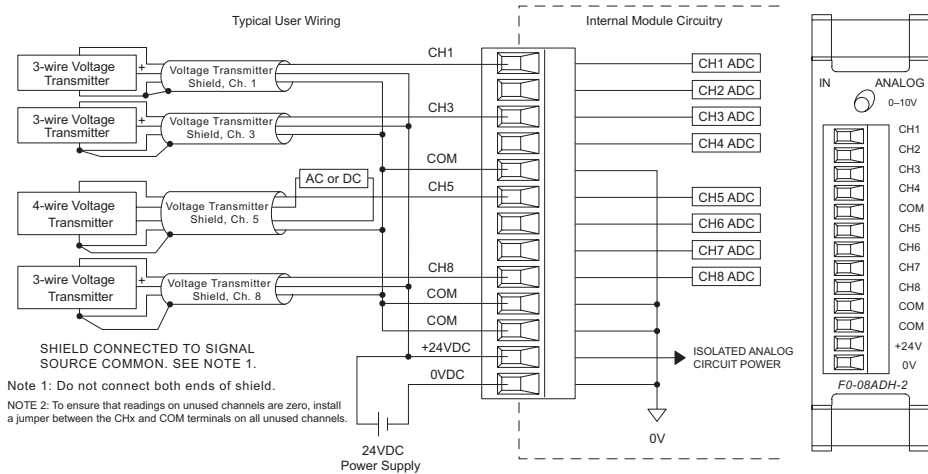 Typical User Wiring
Internal Module Circuitry
3-wire Voltage
Transmitter
+
Voltage Transmitter
Shield, Ch. 1
CH1
CH1 ADC
CH2 ADC
3-wire Voltage
Transmitter
+
Voltage Transmitter
Shield, Ch. 3
CH3
CH3 ADC
CH4 ADC
COM
AC or DC
4-wire Voltage
Transmitter
Voltage Transmitter
Shield, Ch. 5
CH5
CH5 ADC
CH6 ADC
CH7 ADC
3-wire Voltage
Transmitter
+
Voltage Transmitter
Shield, Ch. 8
CH8
CH8 ADC
COM
COM
+24VDC
0VDC
ISOLATED ANALOG
CIRCUIT POWER
0V
SHIELD CONNECTED TO SIGNAL
SOURCE COMMON. SEE NOTE 1.
Note 1: Do not connect both ends of shield.
NOTE 2: To ensure that readings on unused channels are zero, install
a jumper between the CHx and COM terminals on all unused channels.
24VDC
Power Supply
IN
ANALOG
0–10V
CH1
CH2
CH3
CH4
COM
CH5
CH6
CH7
CH8
COM
COM
+24V
0V
F0-08ADH-2